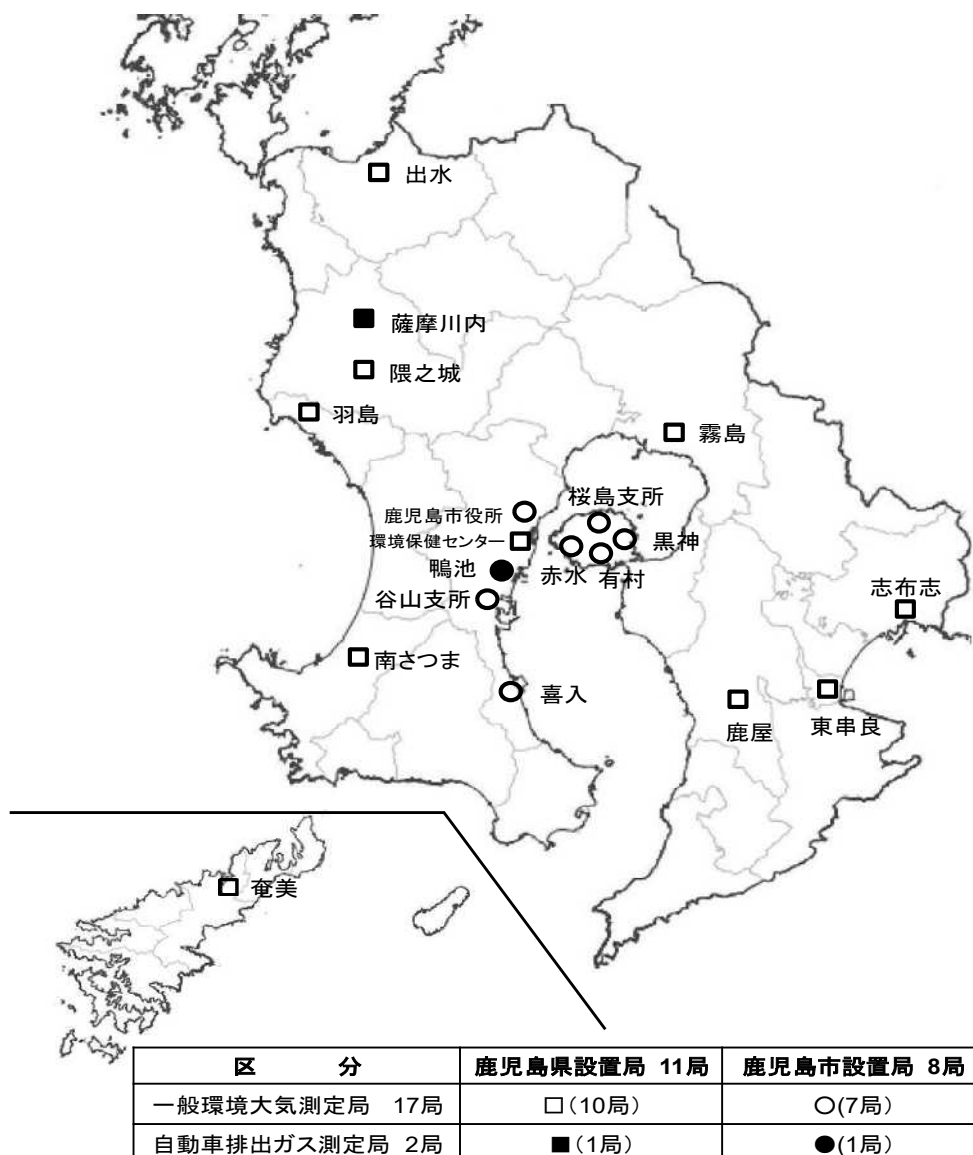 出水
薩摩川内
隈之城
羽島
霧島
桜島支所
鹿児島市役所
環境保健センター
黒神
鴨池
赤水
有村
谷山支所
志布志
南さつま
喜入
鹿屋
東串良
奄美
区 分 鹿児島県設置局 11局 鹿児島市設置局 8局
一般環境大気測定局 17局 □(10局) ○(7局)
自動車排出ガス測定局 2局 ■(1局) ●(1局)